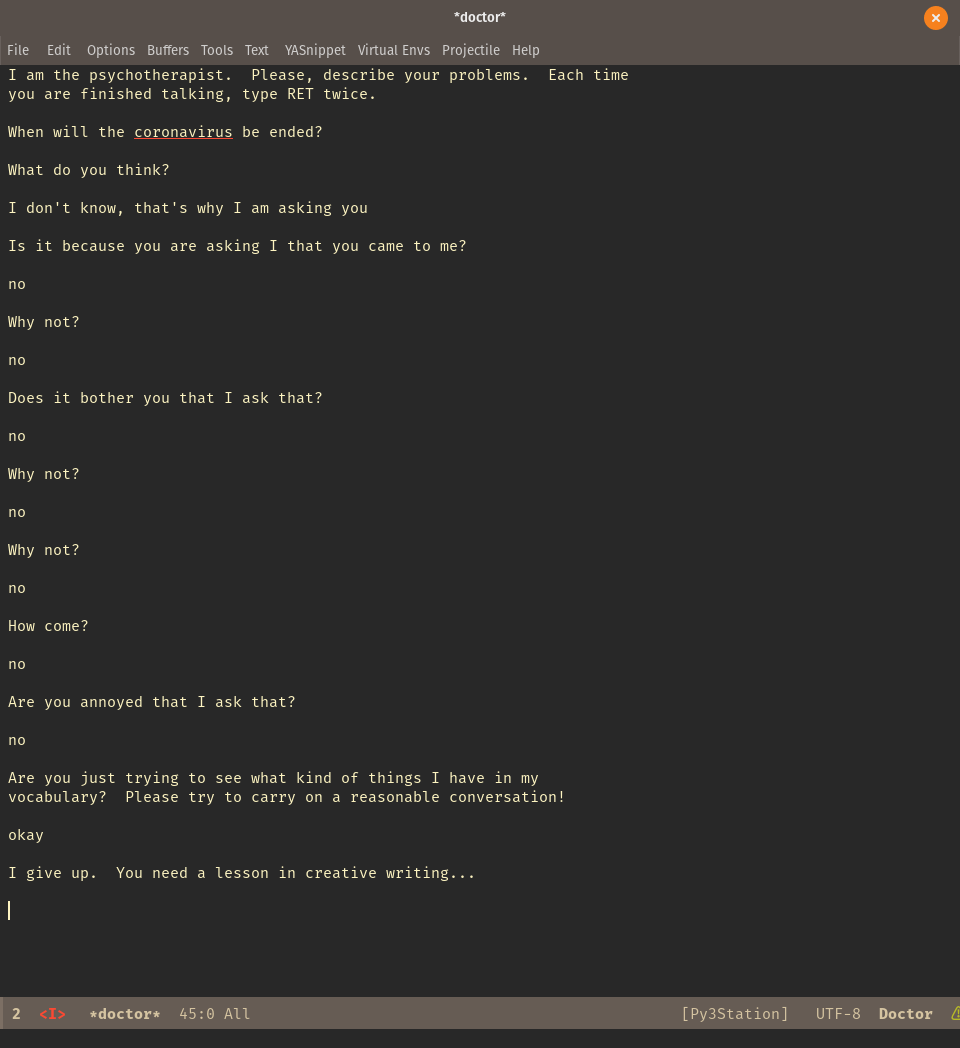 *doctor*
File Edit Options Buffers Tools Text YASnippet Virtual Envs Projectile Help
I am the psychotherapist.  Please, describe your problems.  Each time
you are finished talking, type RET twice.
When will the coronavirus be ended?
What do you think?
I don't know, that's why I am asking you
Is it because you are asking I that you came to me?
no
Why not?
no
Does it bother you that I ask that?
no
Why not?
no
Why not?
no
How come?
no
Are you annoyed that I ask that?
no
Are you just trying to see what kind of things I have in my
vocabulary?  Please try to carry on a reasonable conversation!
okay
I give up.  You need a lesson in creative writing...
2 <I> *doctor* 45:0 All [Py3Station] UTF-8 Doctor